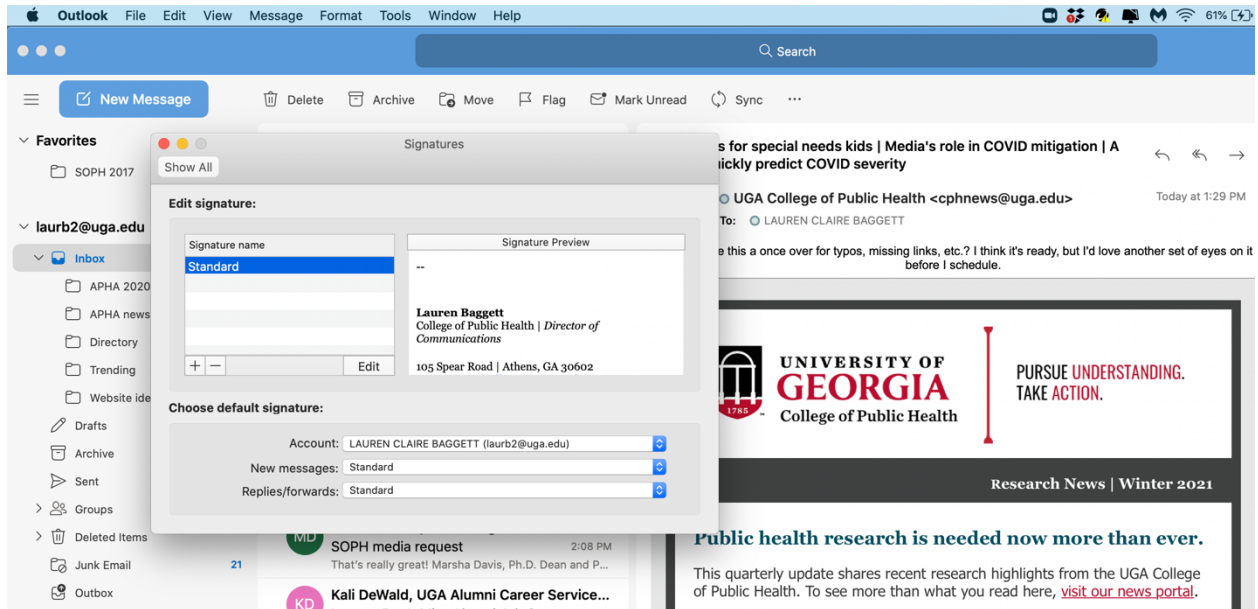 Outlook File Edit View Message Format Tools Window Help 61%
Search
New Message Delete Archive Move Flag Mark Unread Sync ...
Favorites
SOPH 2017
laurb2@uga.edu
Inbox
APHA 2020
APHA news
Directory
Trending
Website ide
Drafts
Archive
Sent
Groups
Deleted Items
Junk Email 21
Outbox
Signatures
Show All
Edit signature:
Signature name
Standard
+ − Edit
Signature Preview
--
Lauren Baggett
College of Public Health | Director of
Communications
105 Spear Road | Athens, GA 30602
Choose default signature:
Account: LAUREN CLAIRE BAGGETT (laurb2@uga.edu)
New messages: Standard
Replies/forwards: Standard
MD
SOPH media request 2:08 PM
That's really great! Marsha Davis, Ph.D. Dean and P...
KD
Kali DeWald, UGA Alumni Career Service...
s for special needs kids | Media's role in COVID mitigation | A
ickly predict COVID severity
UGA College of Public Health <cphnews@uga.edu> Today at 1:29 PM
To: LAUREN CLAIRE BAGGETT
e this a once over for typos, missing links, etc.? I think it's ready, but I'd love another set of eyes on it
before I schedule.
1785
UNIVERSITY OF
GEORGIA
College of Public Health
PURSUE UNDERSTANDING.
TAKE ACTION.
Research News | Winter 2021
Public health research is needed now more than ever.
This quarterly update shares recent research highlights from the UGA College
of Public Health. To see more than what you read here, visit our news portal.